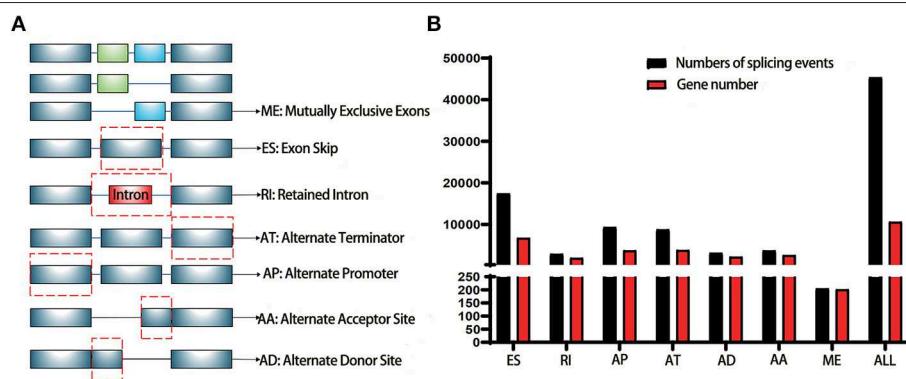 A
ME: Mutually Exclusive Exons
ES: Exon Skip
Intron
RI: Retained Intron
AT: Alternate Terminator
AP: Alternate Promoter
AA: Alternate Acceptor Site
AD: Alternate Donor Site
B
Numbers of splicing events
Gene number
50000
40000
30000
20000
10000
250
200
150
100
50
0
ES RI AP AT AD AA ME ALL